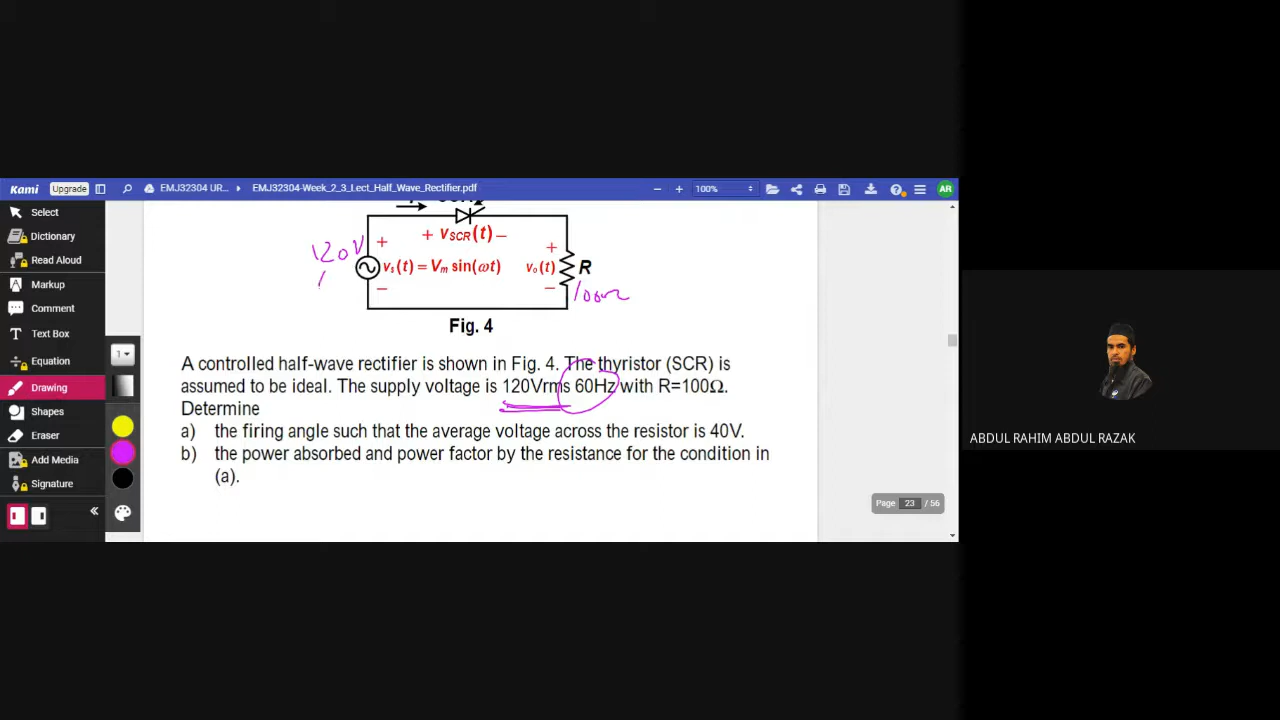 Kami
Upgrade
EMJ32304 UR...
EMJ32304-Week_2_3_Lect_Half_Wave_Rectifier.pdf
100%
AR
Select
Dictionary
Read Aloud
Markup
Comment
Text Box
Equation
Drawing
Shapes
Eraser
Add Media
Signature
1
120V
+ vSCR(t) −
+
vs(t) = Vm sin(ωt)
−
+
vo(t)
−
R
100Ω
Fig. 4
A controlled half-wave rectifier is shown in Fig. 4. The thyristor (SCR) is
assumed to be ideal. The supply voltage is 120Vrms 60Hz with R=100Ω.
Determine
a) the firing angle such that the average voltage across the resistor is 40V.
b) the power absorbed and power factor by the resistance for the condition in
(a).
Page 23 / 56
ABDUL RAHIM ABDUL RAZAK